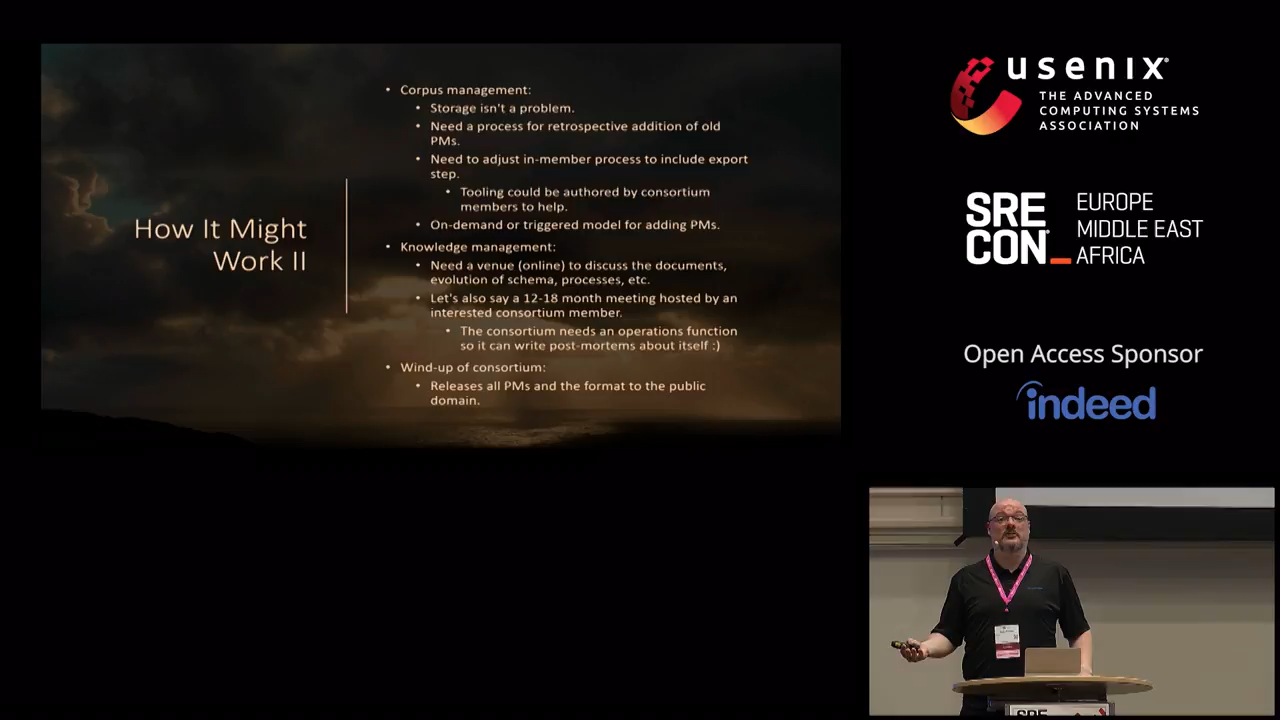 How It Might
Work II
• Corpus management:
• Storage isn't a problem.
• Need a process for retrospective addition of old
PMs.
• Need to adjust in-member process to include export
step.
• Tooling could be authored by consortium
members to help.
• On-demand or triggered model for adding PMs.
• Knowledge management:
• Need a venue (online) to discuss the documents,
evolution of schema, processes, etc.
• Let's also say a 12-18 month meeting hosted by an
interested consortium member.
• The consortium needs an operations function
so it can write post-mortems about itself :)
• Wind-up of consortium:
• Releases all PMs and the format to the public
domain.
usenix®
THE ADVANCED
COMPUTING SYSTEMS
ASSOCIATION
SRE
CON
EUROPE
MIDDLE EAST
AFRICA
Open Access Sponsor
indeed
SRE